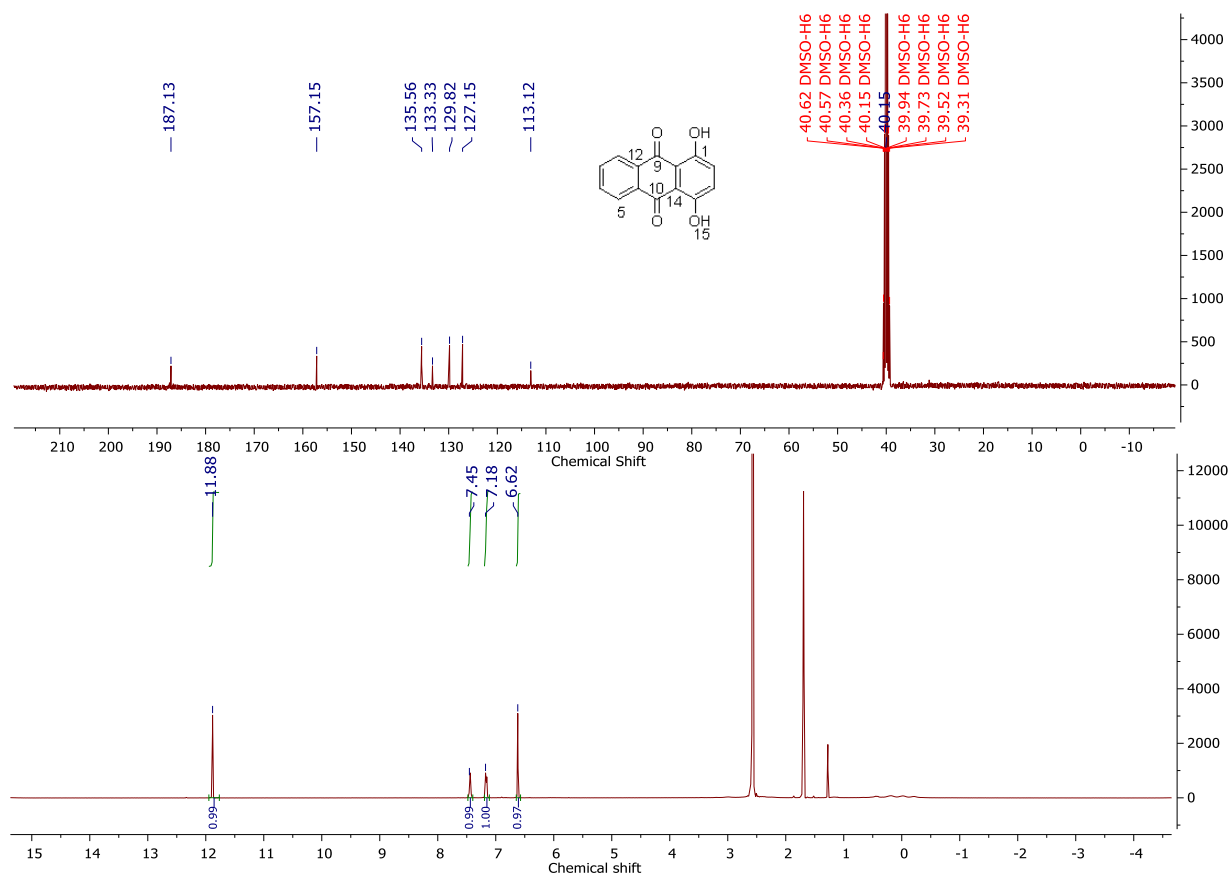 187.13
157.15
135.56
133.33
129.82
127.15
113.12
40.62 DMSO-H6
40.57 DMSO-H6
40.36 DMSO-H6
40.15 DMSO-H6
40.15
39.94 DMSO-H6
39.73 DMSO-H6
39.52 DMSO-H6
39.31 DMSO-H6
O
OH
1
12
9
10
14
5
O
OH
15
4000
3500
3000
2500
2000
1500
1000
500
0
210 200 190 180 170 160 150 140 130 120 110 100 90 80 70 60 50 40 30 20 10 0 -10
Chemical Shift
11.88
7.45
7.18
6.62
12000
10000
8000
6000
4000
2000
0
0.99
0.99
1.00
0.97
15 14 13 12 11 10 9 8 7 6 5 4 3 2 1 0 -1 -2 -3 -4
Chemical shift